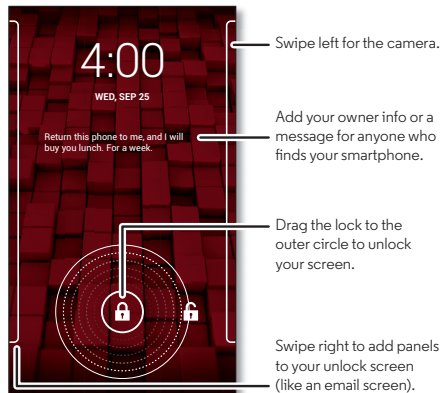 4:00
WED, SEP 25
Return this phone to me, and I will
buy you lunch. For a week.
Swipe left for the camera.
Add your owner info or a
message for anyone who
finds your smartphone.
Drag the lock to the
outer circle to unlock
your screen.
Swipe right to add panels
to your unlock screen
(like an email screen).